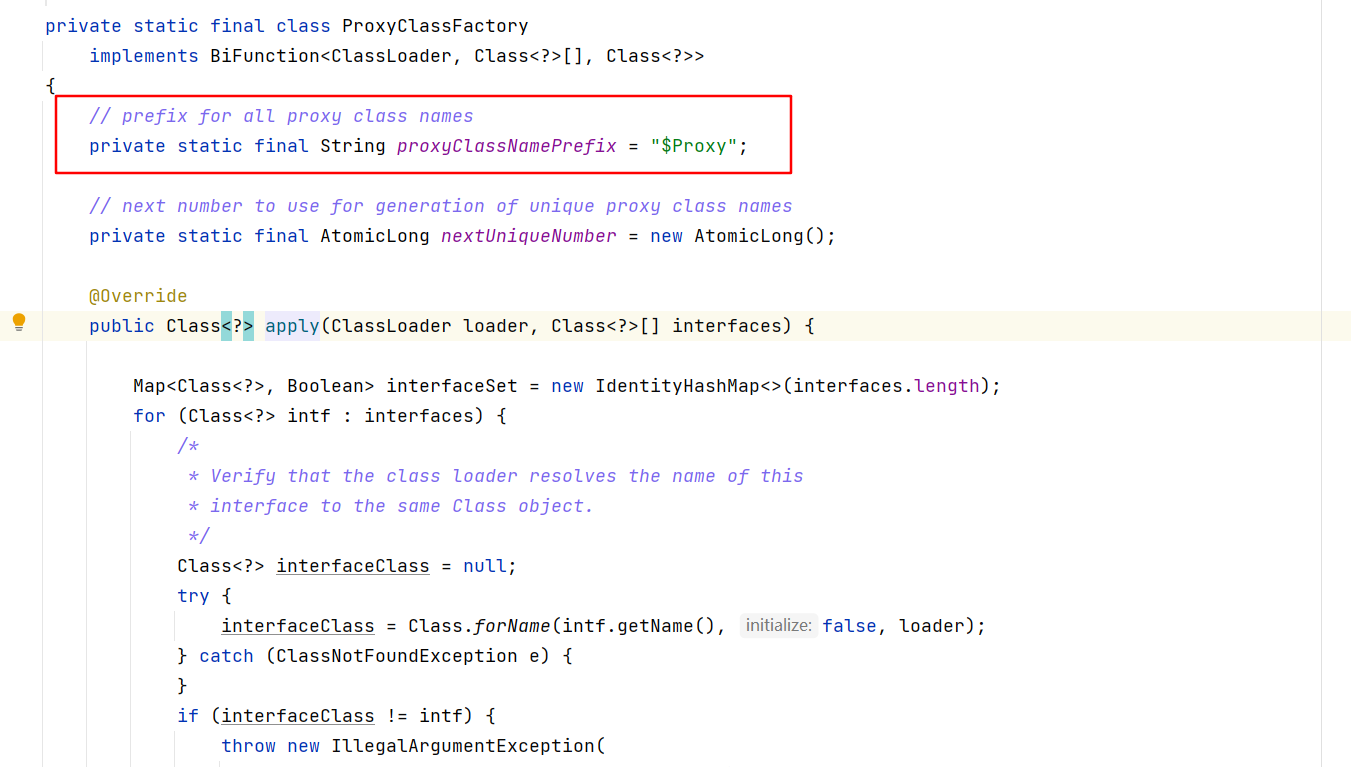 private static final class ProxyClassFactory
    implements BiFunction<ClassLoader, Class<?>[], Class<?>>
{
    // prefix for all proxy class names
    private static final String proxyClassNamePrefix = "$Proxy";
    // next number to use for generation of unique proxy class names
    private static final AtomicLong nextUniqueNumber = new AtomicLong();
    @Override
    public Class<?> apply(ClassLoader loader, Class<?>[] interfaces) {
        Map<Class<?>, Boolean> interfaceSet = new IdentityHashMap<>(interfaces.length);
        for (Class<?> intf : interfaces) {
            /*
             * Verify that the class loader resolves the name of this
             * interface to the same Class object.
             */
            Class<?> interfaceClass = null;
            try {
                interfaceClass = Class.forName(intf.getName(), initialize: false, loader);
            } catch (ClassNotFoundException e) {
            }
            if (interfaceClass != intf) {
                throw new IllegalArgumentException(